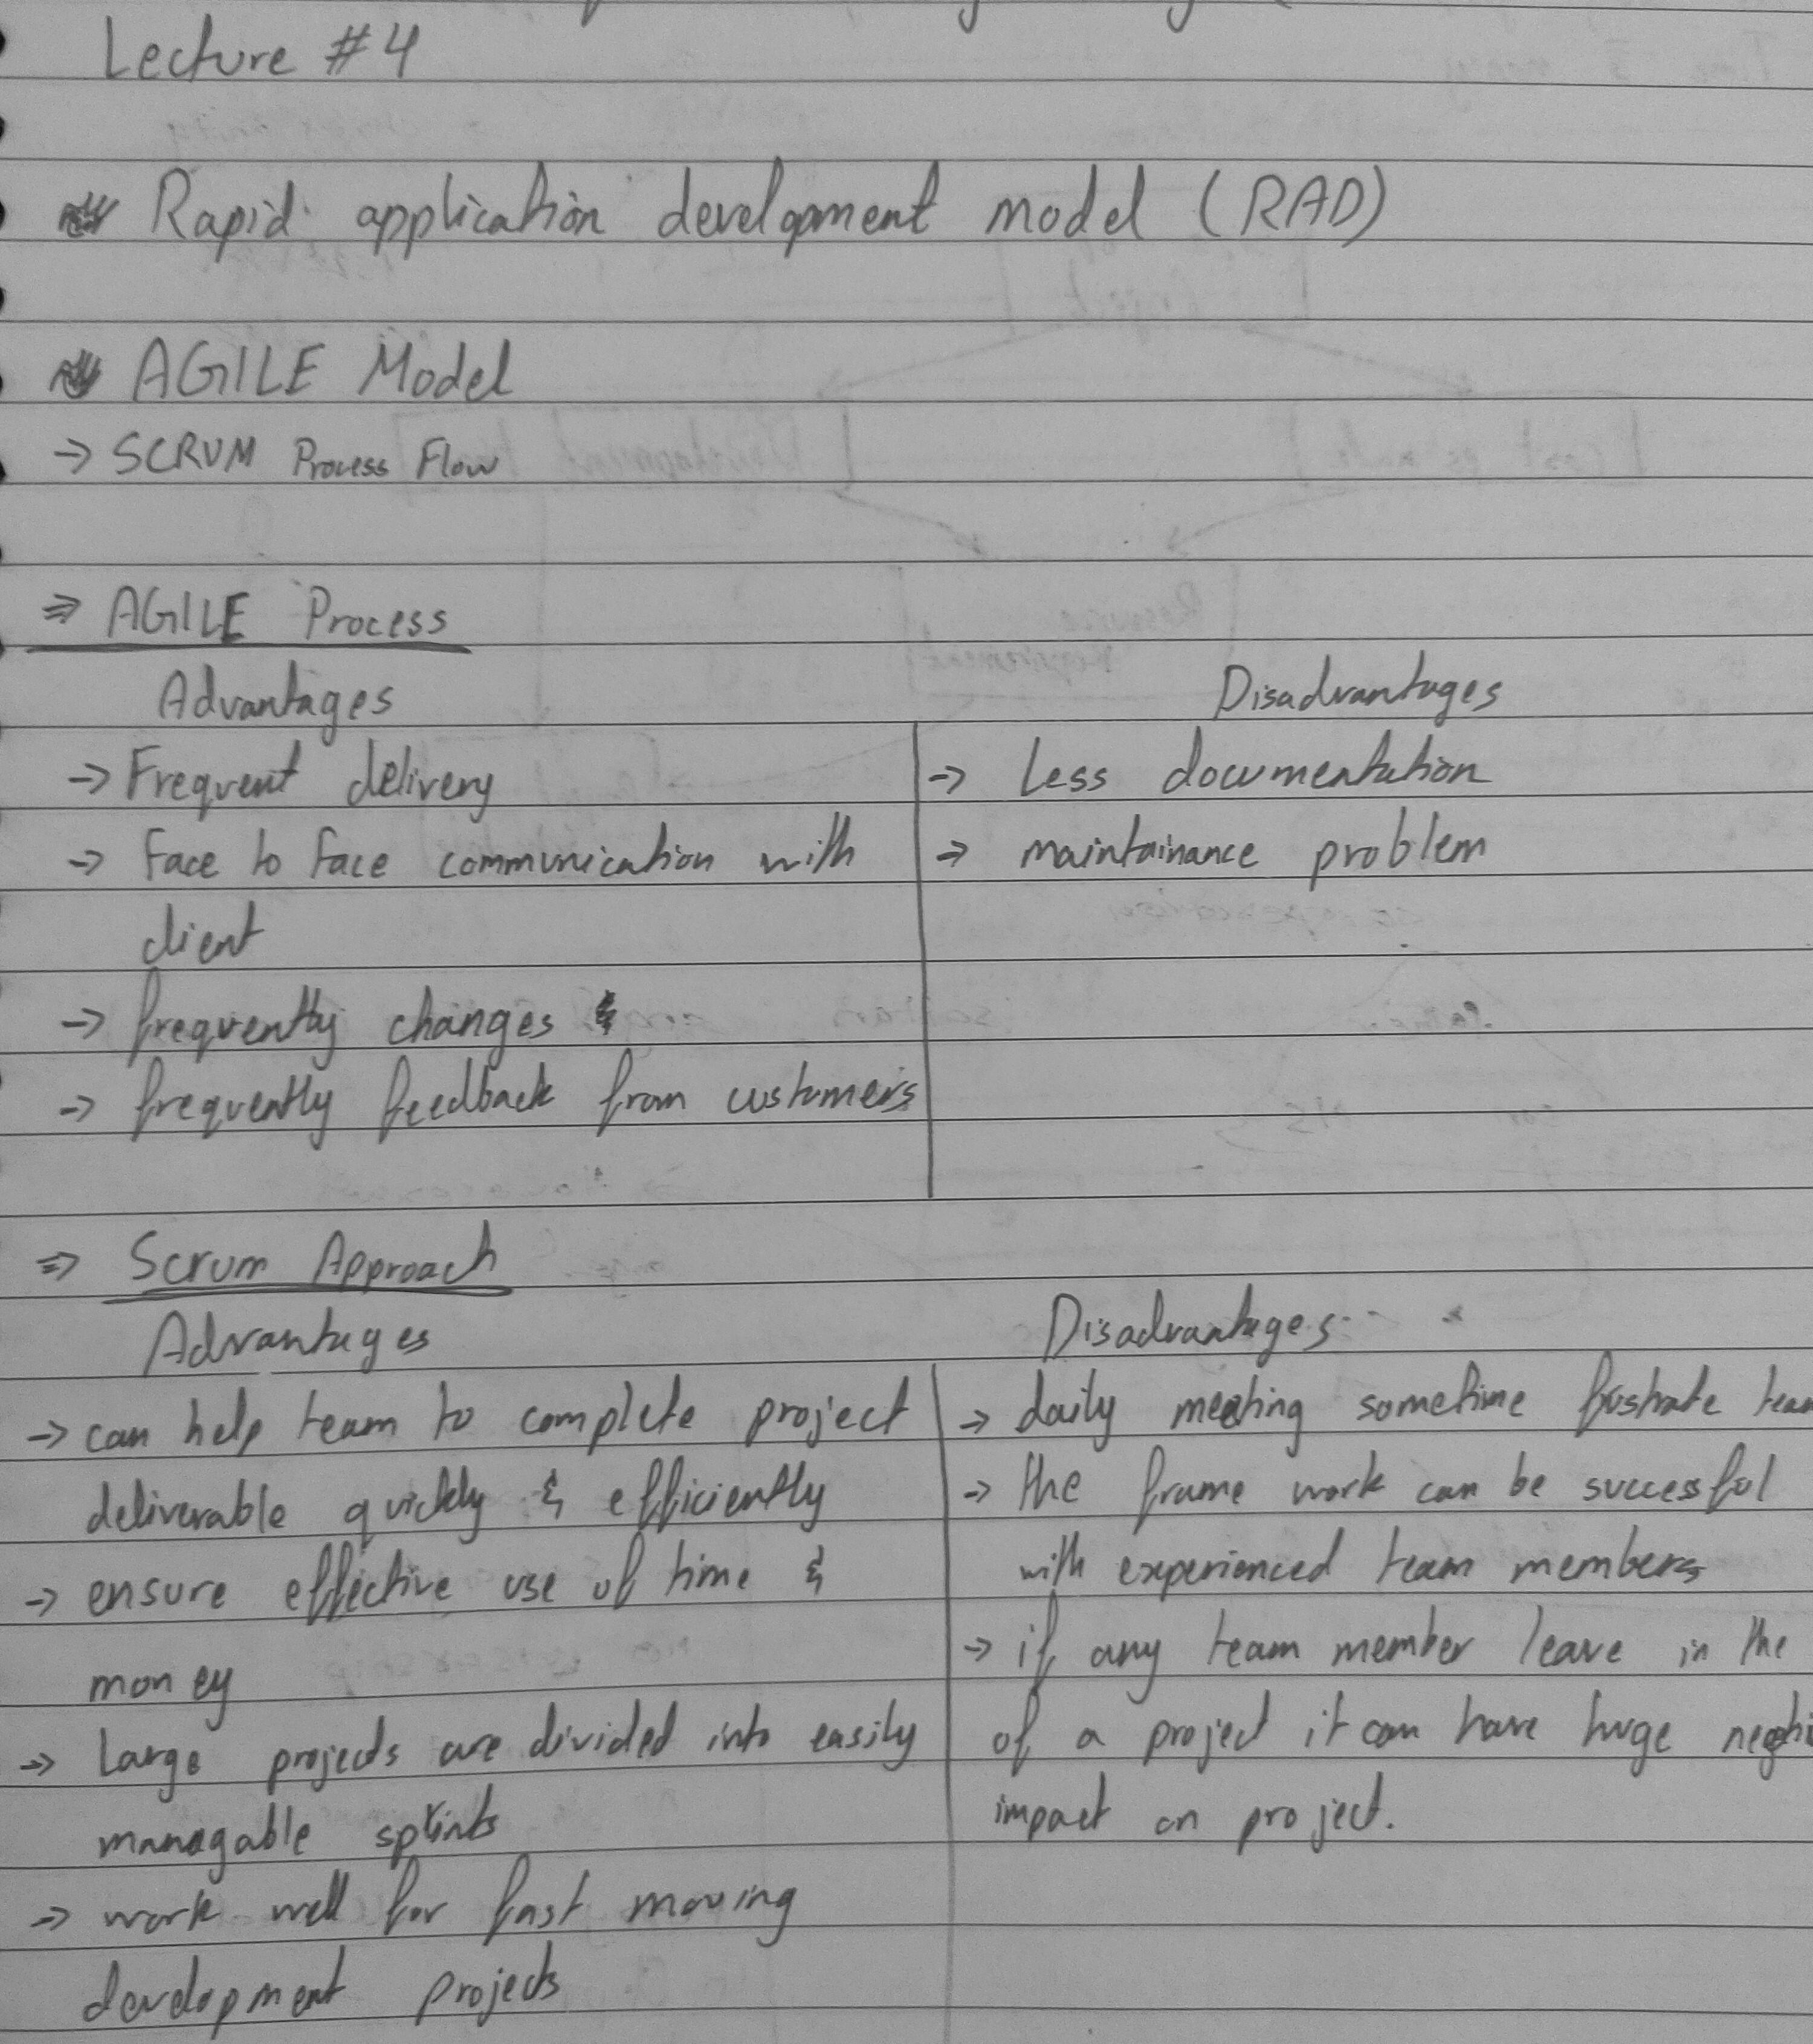 Lecture #4
Rapid application development model (RAD)
AGILE Model
→ SCRUM Process Flow
⇒ AGILE Process
Advantages
Disadvantages
→ Frequent delivery
→ Face to face communication with
client
→ frequently changes
→ frequently feedback from customers
→ Less documentation
→ maintainance problem
⇒ Scrum Approach
Advantages
Disadvantages
→ can help team to complete project
deliverable quickly & efficiently
→ ensure effective use of time &
money
→ Large projects are divided into easily
managable sprints
→ work well for fast moving
development projects
→ daily meeting sometime frustrate
→ the frame work can be successful
with experienced team members
→ if any team member leave in the
of a project it can have huge
impact on project.